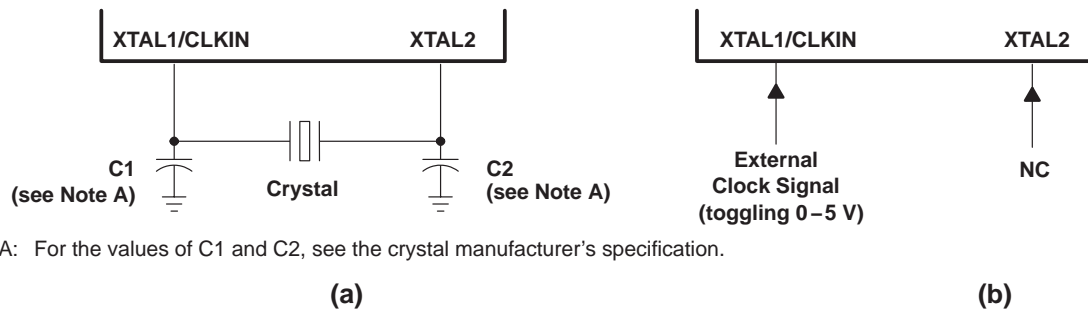 XTAL1/CLKIN XTAL2
C1
(see Note A)
Crystal
C2
(see Note A)
A: For the values of C1 and C2, see the crystal manufacturer's specification.
(a)
XTAL1/CLKIN XTAL2
External
Clock Signal
(toggling 0–5 V)
NC
(b)